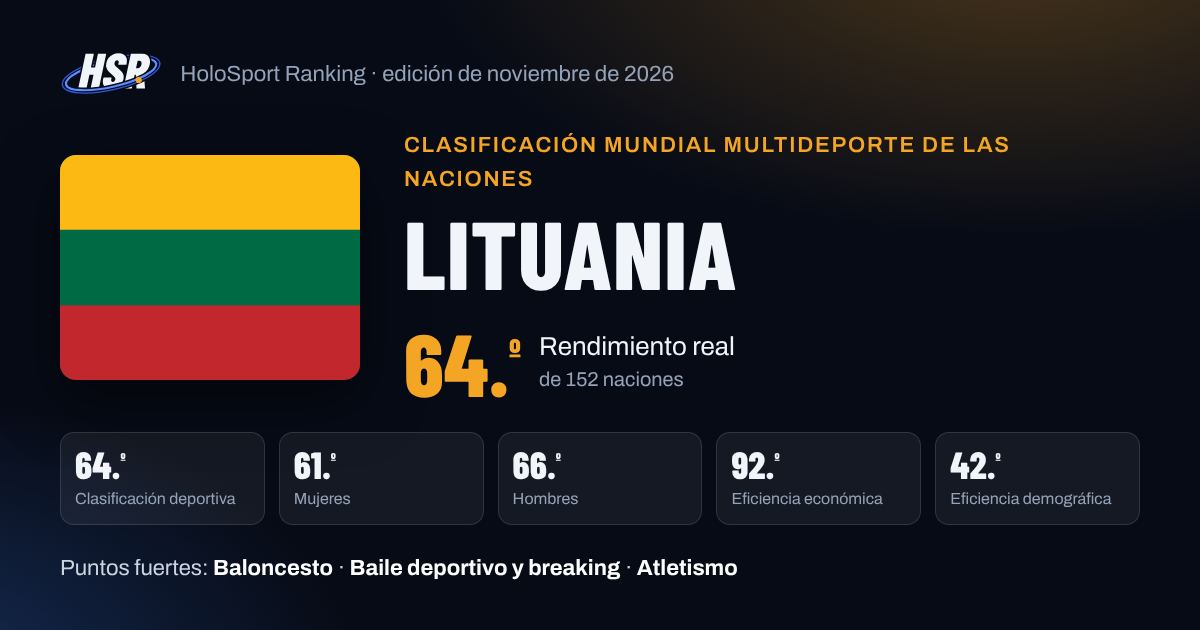 HSR
HoloSport Ranking · edición de noviembre de 2026
CLASIFICACIÓN MUNDIAL MULTIDEPORTE DE LAS
NACIONES
LITUANIA
64.º
Rendimiento real
de 152 naciones
64.º
Clasificación deportiva
61.º
Mujeres
66.º
Hombres
92.º
Eficiencia económica
42.º
Eficiencia demográfica
Puntos fuertes: Baloncesto · Baile deportivo y breaking · Atletismo